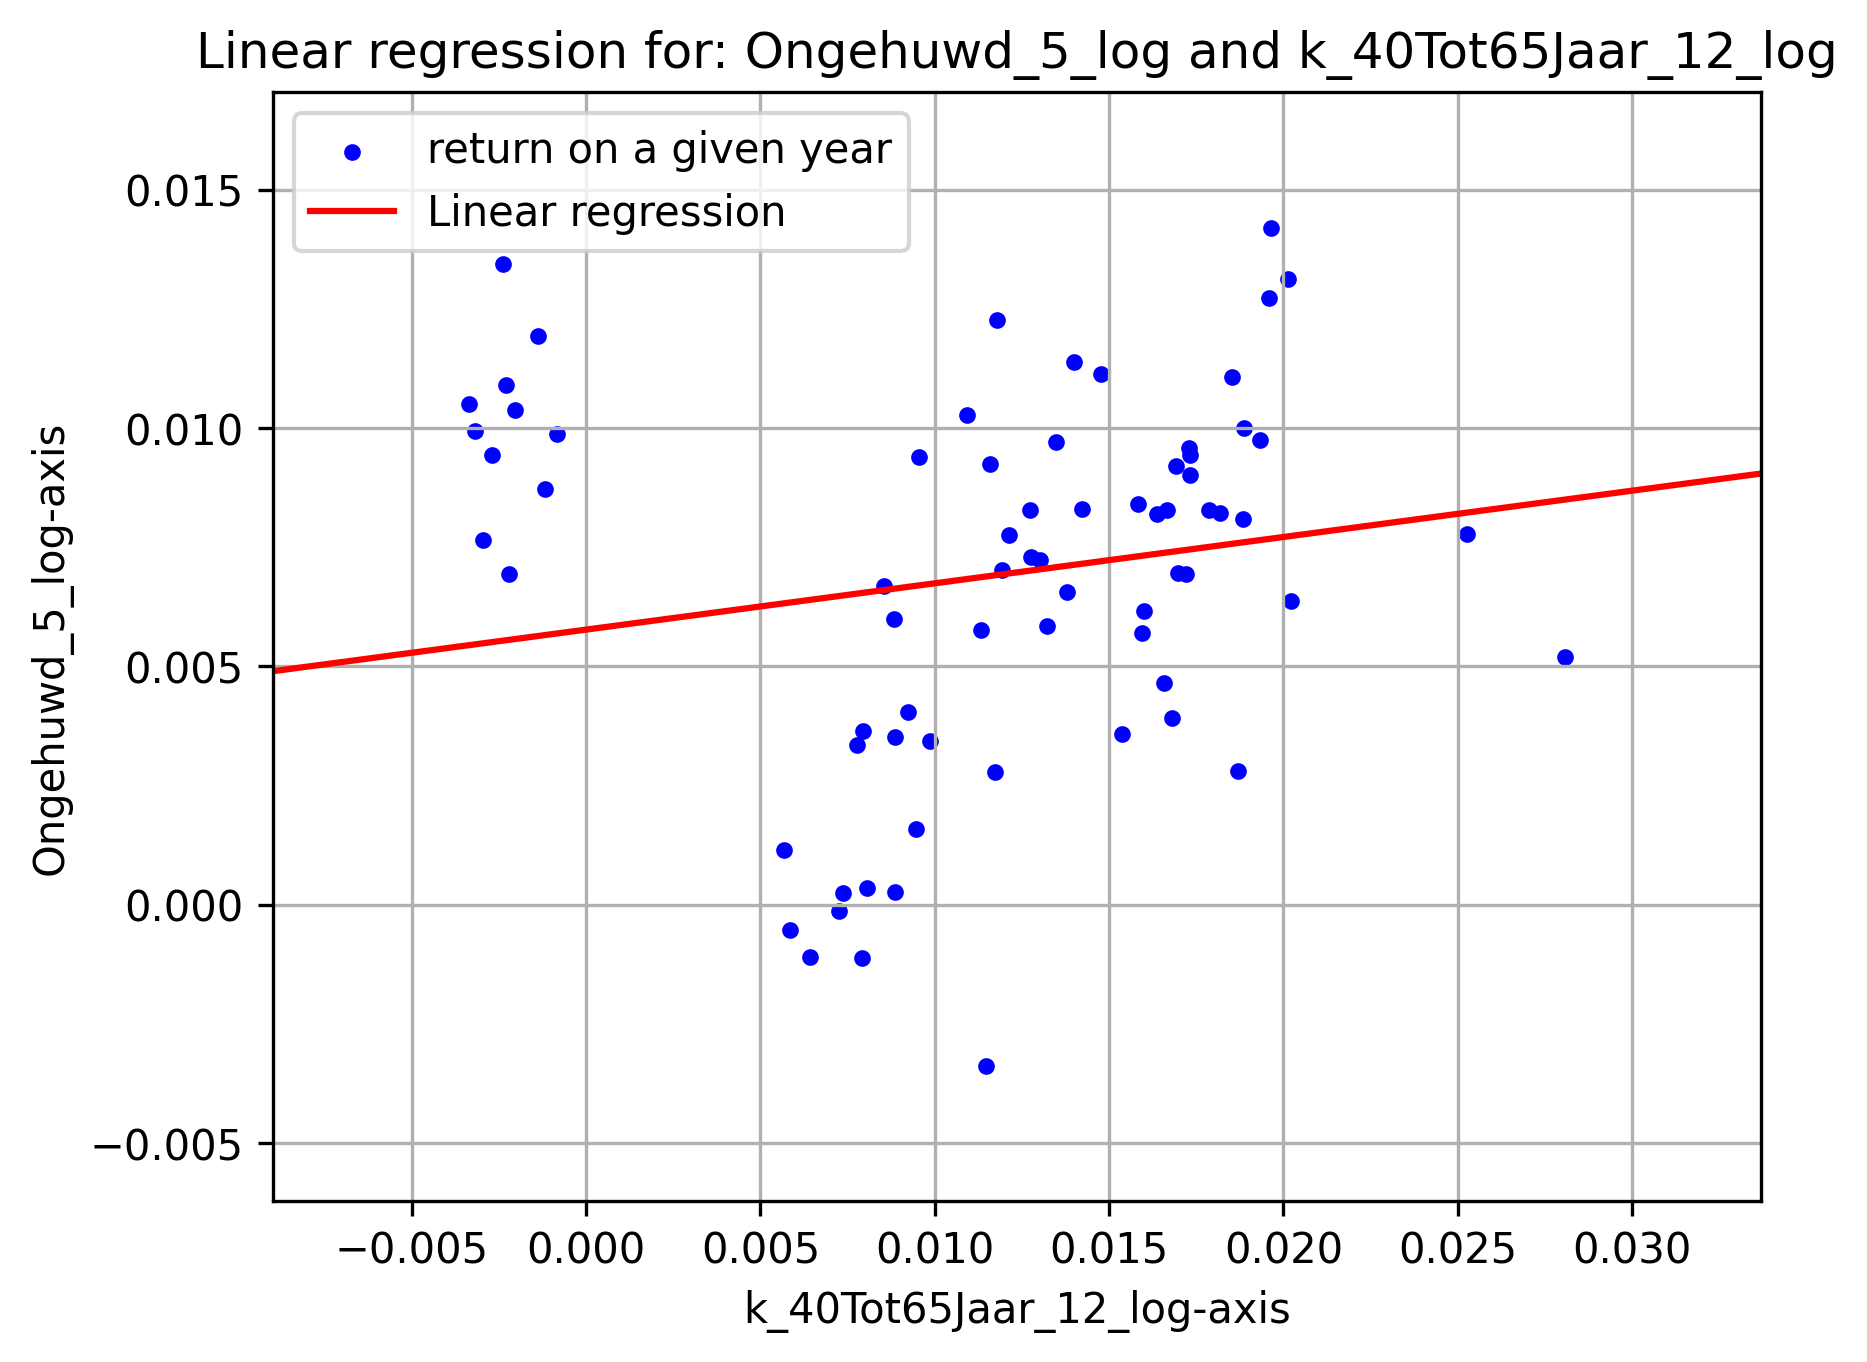 Linear regression for: Ongehuwd_5_log and k_40Tot65Jaar_12_log
return on a given year
Linear regression
0.015
0.010
0.005
0.000
−0.005
Ongehuwd_5_log-axis
−0.005 0.000 0.005 0.010 0.015 0.020 0.025 0.030
k_40Tot65Jaar_12_log-axis